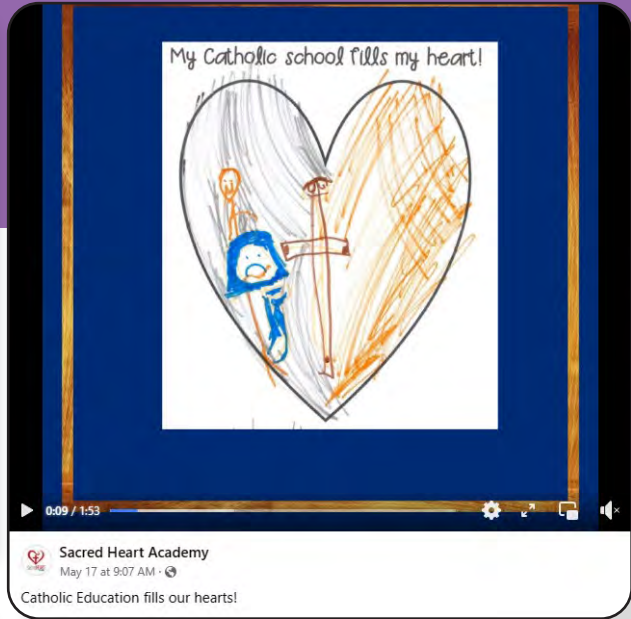 My Catholic school fills my heart!
0:09 / 1:53
Sacred Heart Academy
May 17 at 9:07 AM ·
Catholic Education fills our hearts!